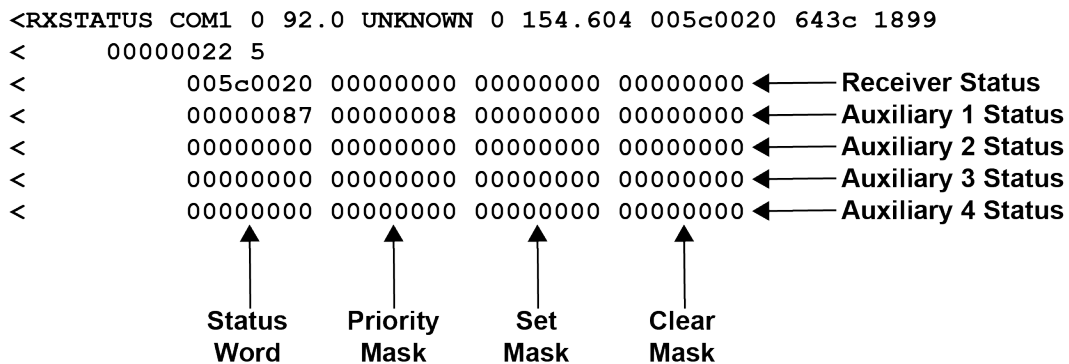 <RXSTATUS COM1 0 92.0 UNKNOWN 0 154.604 005c0020 643c 1899
< 00000022 5
< 005c0020 00000000 00000000 00000000 Receiver Status
< 00000087 00000008 00000000 00000000 Auxiliary 1 Status
< 00000000 00000000 00000000 00000000 Auxiliary 2 Status
< 00000000 00000000 00000000 00000000 Auxiliary 3 Status
< 00000000 00000000 00000000 00000000 Auxiliary 4 Status
Status Priority Set Clear
Word Mask Mask Mask